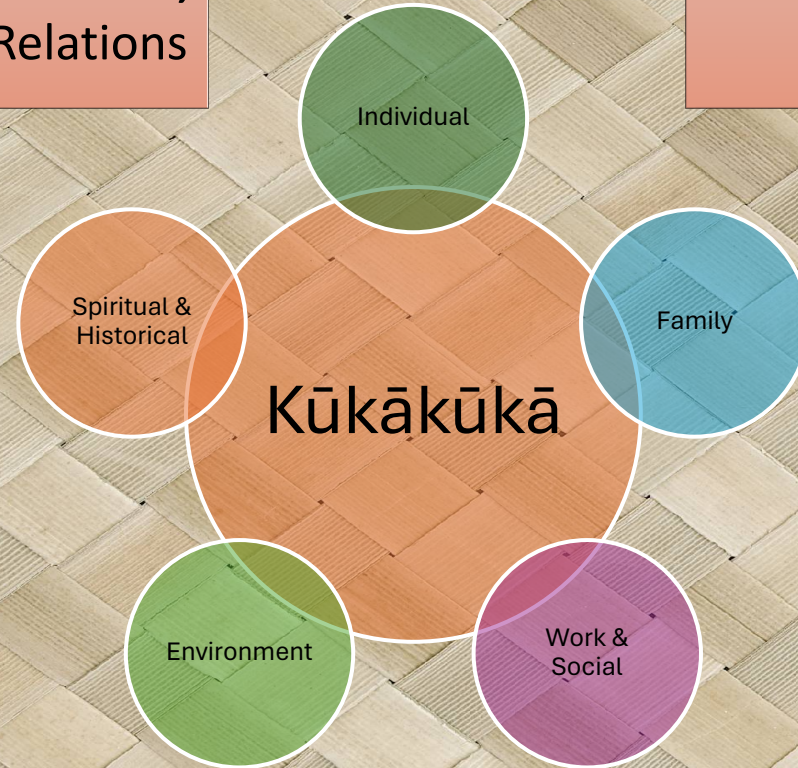 Relations
Individual
Spiritual &
Historical
Family
Kūkākūkā
Environment
Work &
Social